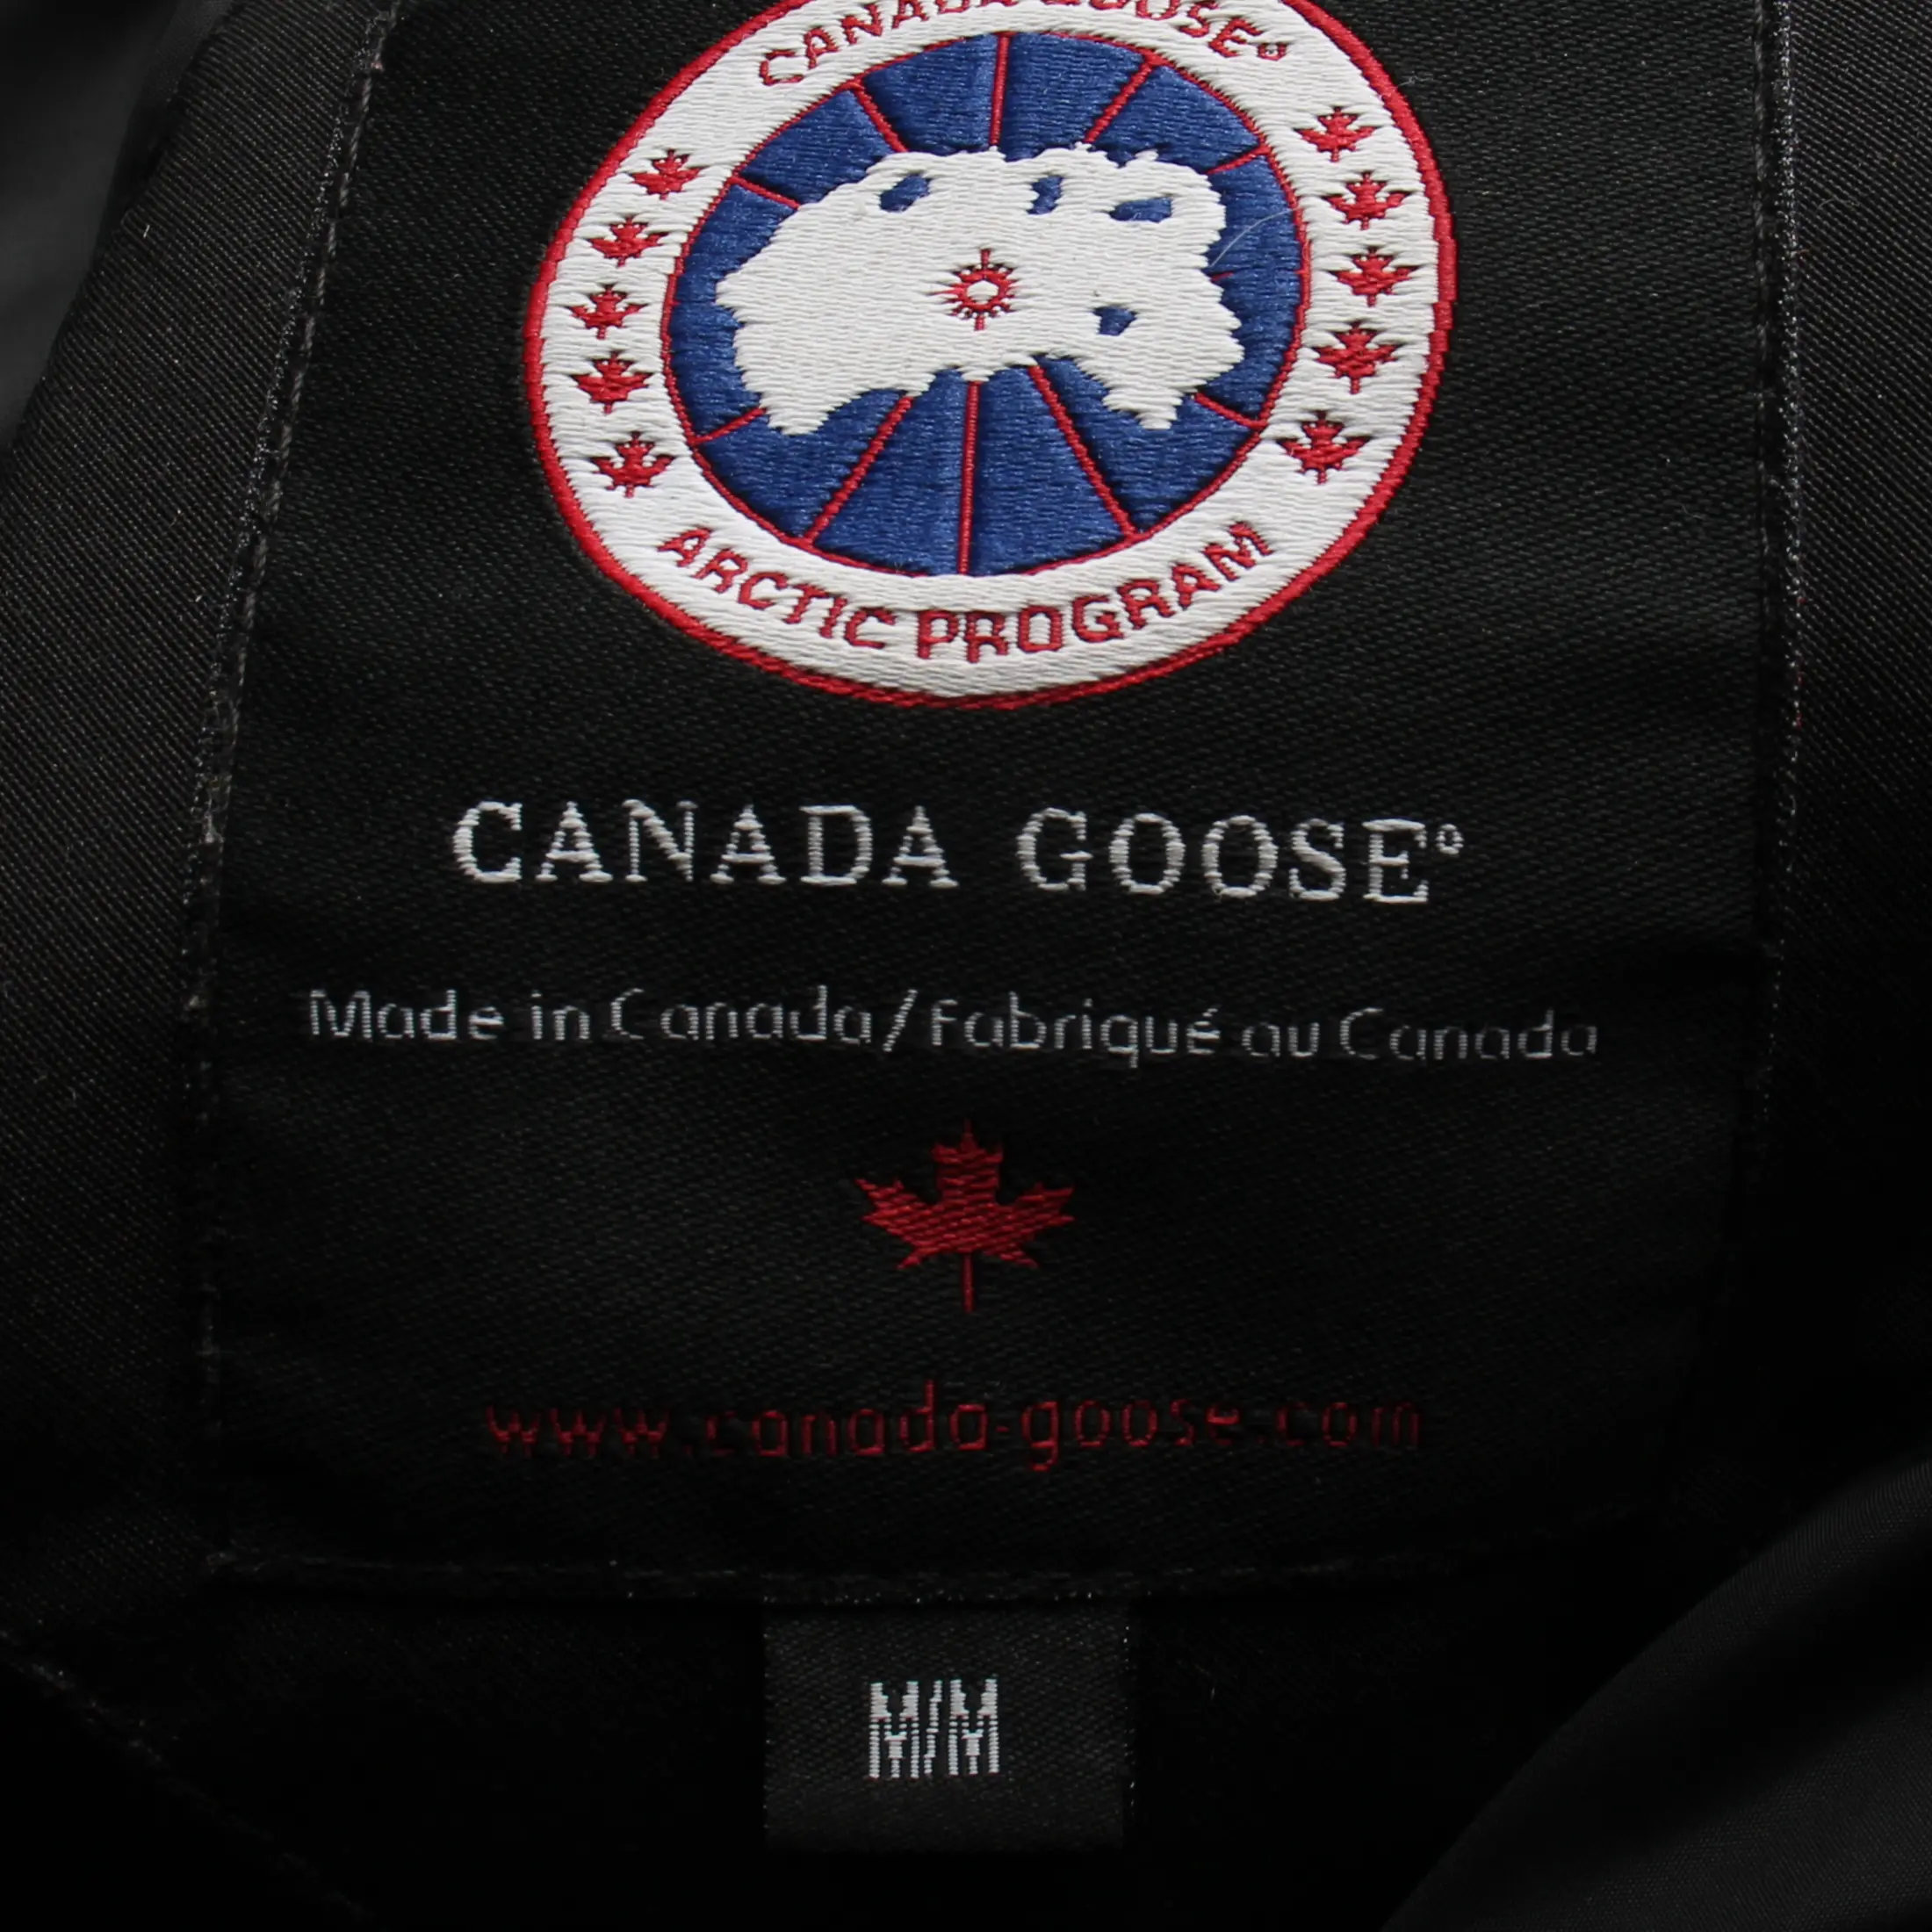 CANADA GOOSE®
ARCTIC PROGRAM
CANADA GOOSE®
Made in Canada/Fabriqué au Canada
www.canada-goose.com
M/M